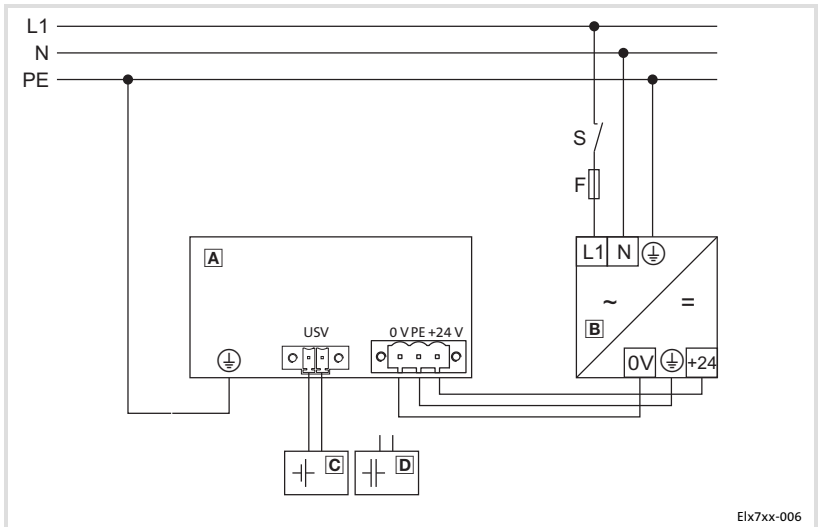 L1
N
PE
S
F
A
L1 N
~ =
B
USV
0 V PE +24 V
0V +24
C
D
Elx7xx-006